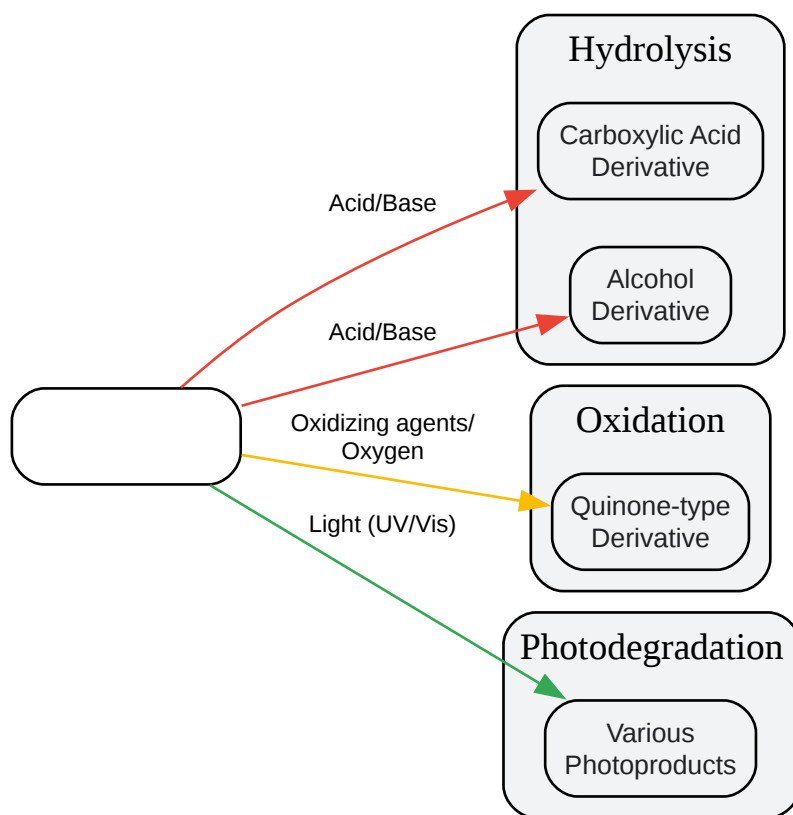 Hydrolysis
Carboxylic Acid
Derivative
Acid/Base
Alcohol
Derivative
Acid/Base
Oxidation
Oxidizing agents/
Oxygen
Quinone-type
Derivative
Light (UV/Vis)
Photodegradation
Various
Photoproducts